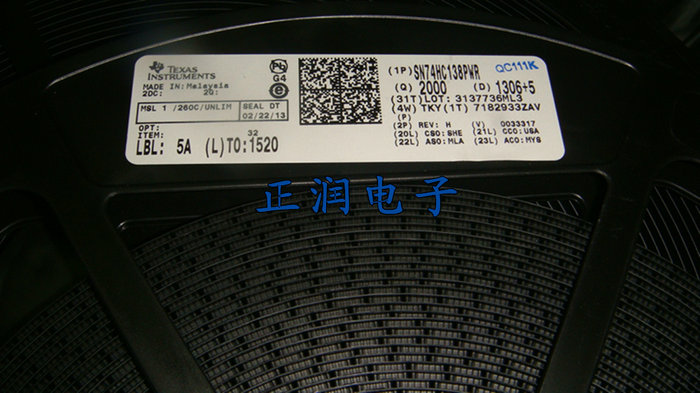 TEXAS
INSTRUMENTS
MADE IN: Malaysia
2DC: 2Q:
MSL 1 /260C/UNLIM
SEAL DT
02/22/13
OPT:
ITEM:
32
LBL: 5A (L)TO:1520
Pb
G4
e
(1P) SN74HC138PWR
QC111K
(Q) 2000 (D) 1306+5
(31T)LOT: 3137736ML3
(4W) TKY(1T) 7182933ZAV
(P)
(2P) REV: H (V) 0033317
(20L) CSO:SHE (21L) CCO:USA
(22L) ASO:MLA (23L) ACO:MYS
正润电子